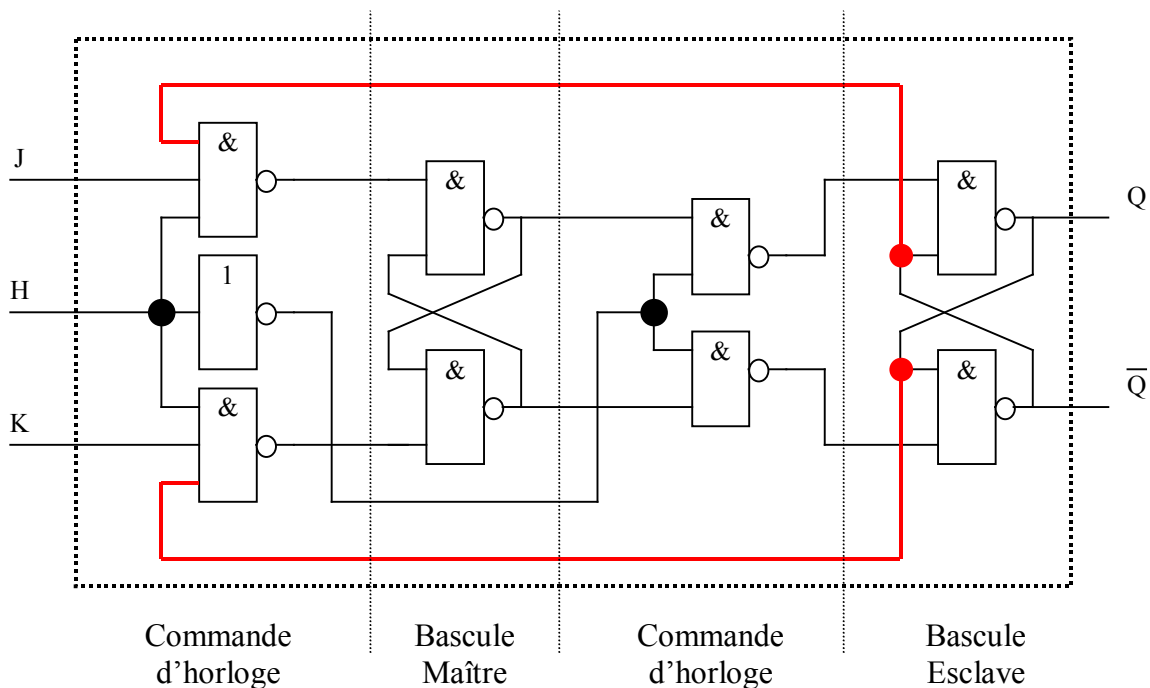 J
&
&
&
Q
&
H
1
&
&
&
Q̅
K
&
Commande
d'horloge
Bascule
Maître
Commande
d'horloge
Bascule
Esclave